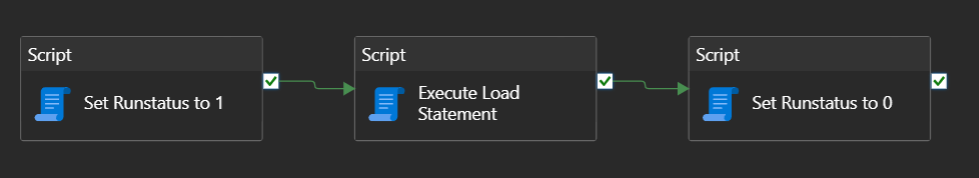 Script
Set Runstatus to 1
Script
Execute Load
Statement
Script
Set Runstatus to 0